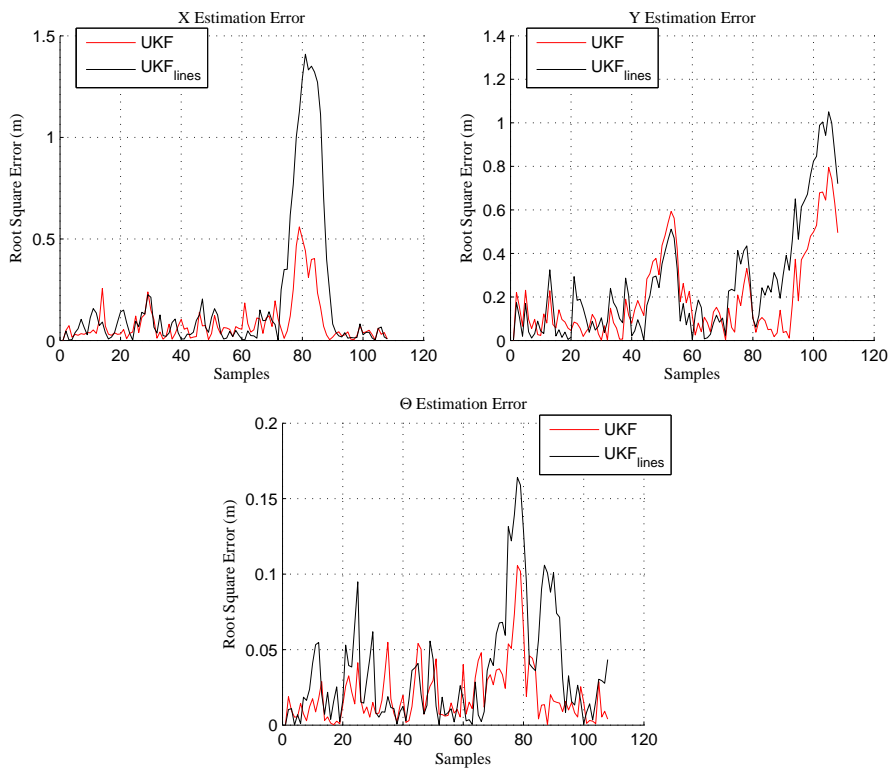 X Estimation Error
UKF
UKF_lines
Root Square Error (m)
1.5
1
0.5
0
0 20 40 60 80 100 120
Samples
Y Estimation Error
UKF
UKF_lines
Root Square Error (m)
1.4
1.2
1
0.8
0.6
0.4
0.2
0
0 20 40 60 80 100 120
Samples
Θ Estimation Error
UKF
UKF_lines
Root Square Error (m)
0.2
0.15
0.1
0.05
0
0 20 40 60 80 100 120
Samples